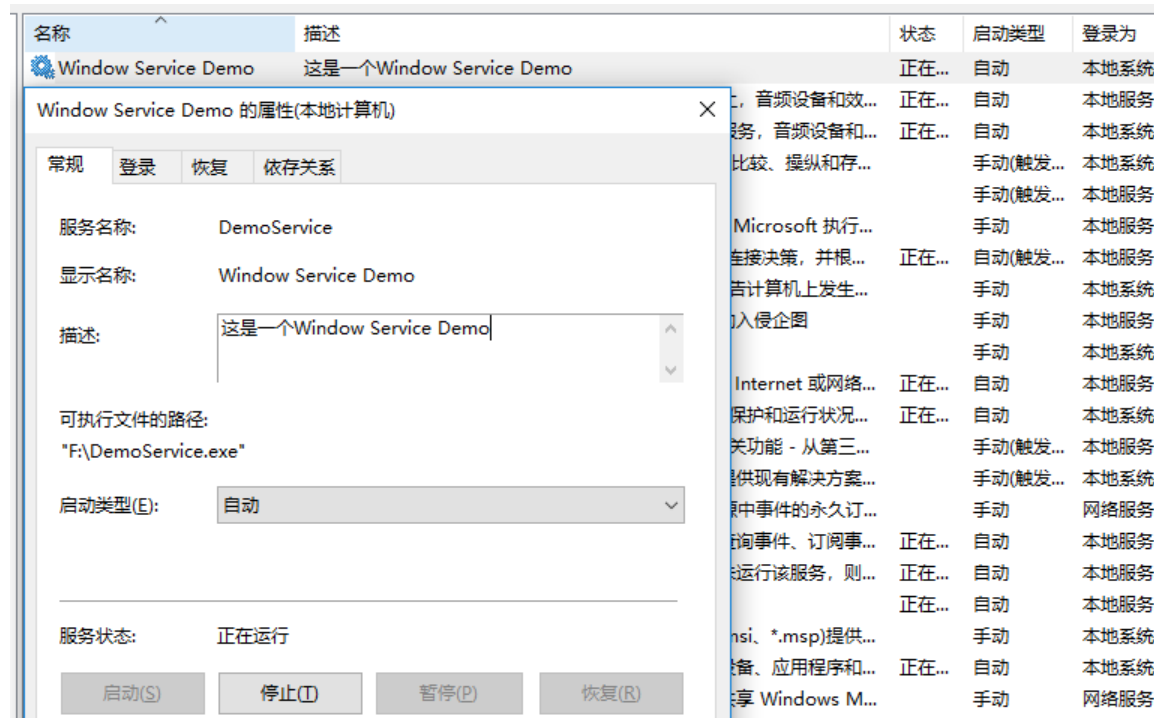 名称 描述 状态 启动类型 登录为
Window Service Demo 这是一个Window Service Demo 正在... 自动 本地系统
Window Service Demo 的属性(本地计算机)
常规 登录 恢复 依存关系
服务名称: DemoService
显示名称: Window Service Demo
描述: 这是一个Window Service Demo
可执行文件的路径:
"F:\DemoService.exe"
启动类型(E): 自动
服务状态: 正在运行
启动(S) 停止(T) 暂停(P) 恢复(R)
,音频设备和效... 正在... 自动 本地服务
服务,音频设备和... 正在... 自动 本地系统
比较、操纵和存... 手动(触发... 本地系统
手动(触发... 本地服务
Microsoft 执行... 手动 本地服务
连接决策,并根... 正在... 自动(触发... 本地服务
告计算机上发生... 手动 本地系统
入侵企图 手动 本地服务
手动 本地系统
Internet 或网络... 正在... 自动 本地服务
保护和运行状况... 正在... 自动 本地系统
关功能 - 从第三... 手动(触发... 本地服务
提供现有解决方案... 手动(触发... 本地系统
中事件的永久订... 手动 网络服务
查询事件、订阅事... 正在... 自动 本地服务
运行该服务,则... 正在... 自动 本地服务
正在... 自动 本地服务
msi、*.msp)提供... 手动 本地系统
设备、应用程序和... 正在... 自动 本地系统
共享 Windows M... 手动 网络服务